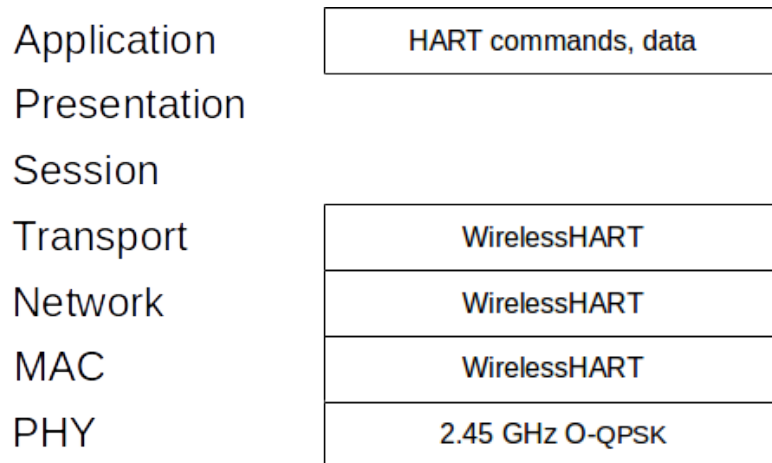 Application HART commands, data
Presentation
Session
Transport WirelessHART
Network WirelessHART
MAC WirelessHART
PHY 2.45 GHz O-QPSK